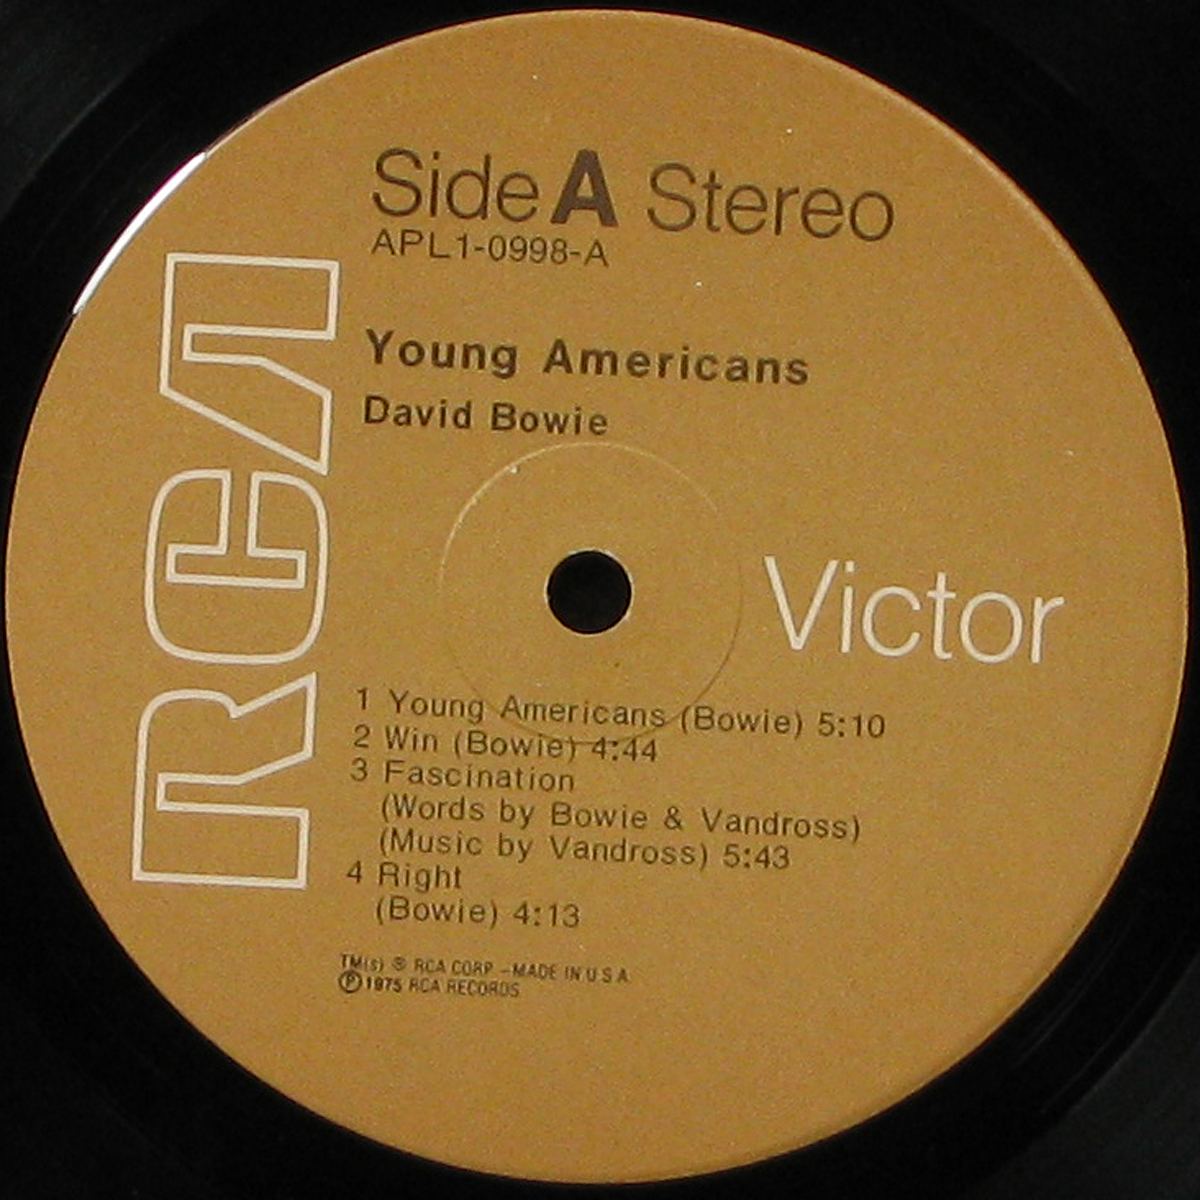 Side A Stereo
APL1-0998-A
RCA
Young Americans
David Bowie
Victor
1 Young Americans (Bowie) 5:10
2 Win (Bowie) 4:44
3 Fascination
(Words by Bowie & Vandross)
(Music by Vandross) 5:43
4 Right
(Bowie) 4:13
TM(s) ® RCA CORP. –MADE IN U S A
Ⓟ1975 RCA RECORDS